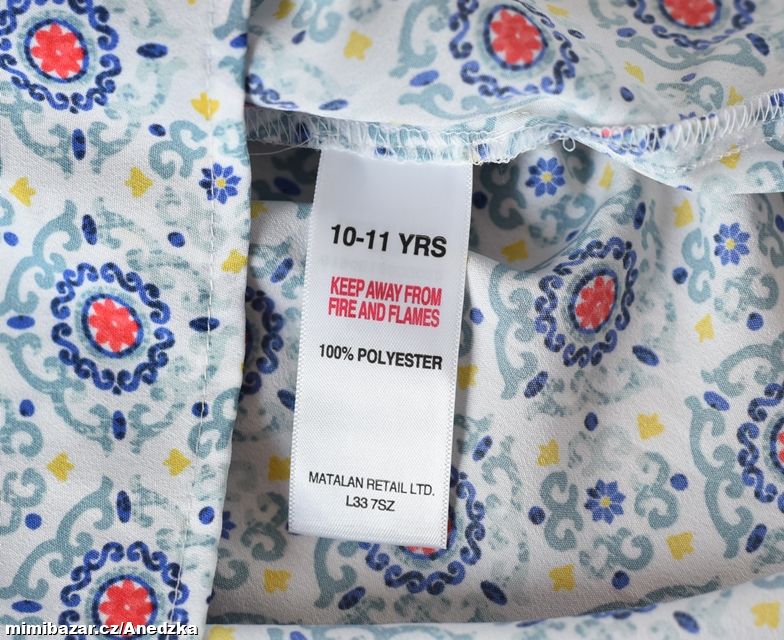 10-11 YRS
KEEP AWAY FROM
FIRE AND FLAMES
100% POLYESTER
MATALAN RETAIL LTD.
L33 7SZ
mimibazar.cz/Anedzka